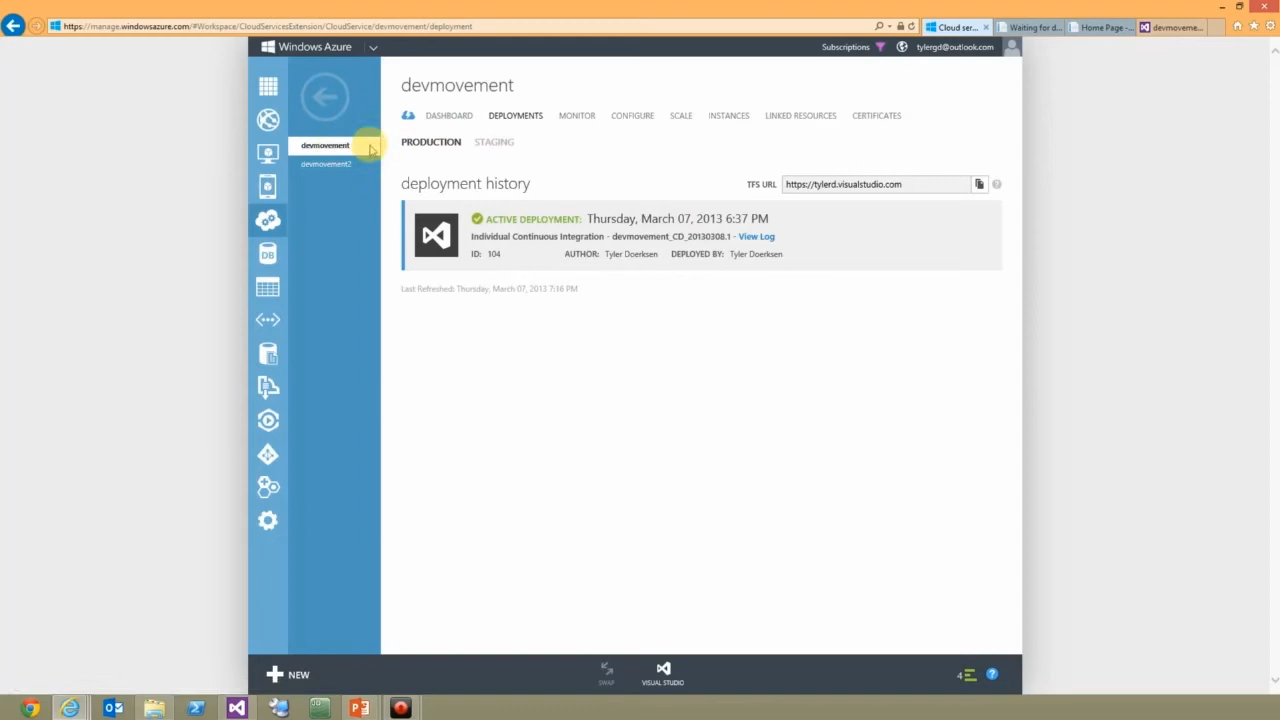 https://manage.windowsazure.com/#Workspace/CloudServicesExtension/CloudService/devmovement/deployment
Cloud ser...
Waiting for d...
Home Page -...
devmoveme...
Windows Azure
Subscriptions
tylergd@outlook.com
devmovement
DASHBOARD DEPLOYMENTS MONITOR CONFIGURE SCALE INSTANCES LINKED RESOURCES CERTIFICATES
devmovement
devmovement2
PRODUCTION STAGING
deployment history
TFS URL https://tylerd.visualstudio.com
ACTIVE DEPLOYMENT: Thursday, March 07, 2013 6:37 PM
Individual Continuous Integration - devmovement_CD_20130308.1 - View Log
ID: 104 AUTHOR: Tyler Doerksen DEPLOYED BY: Tyler Doerksen
Last Refreshed: Thursday, March 07, 2013 7:16 PM
DB
NEW
SWAP
VISUAL STUDIO
4